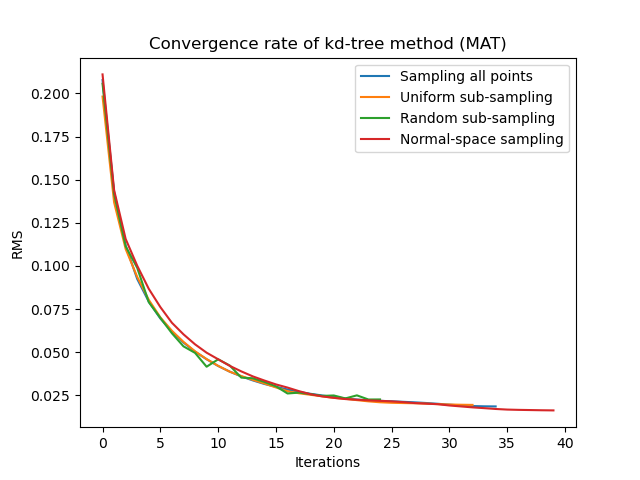 Convergence rate of kd-tree method (MAT)
Sampling all points
Uniform sub-sampling
Random sub-sampling
Normal-space sampling
RMS
0.200
0.175
0.150
0.125
0.100
0.075
0.050
0.025
0 5 10 15 20 25 30 35 40
Iterations